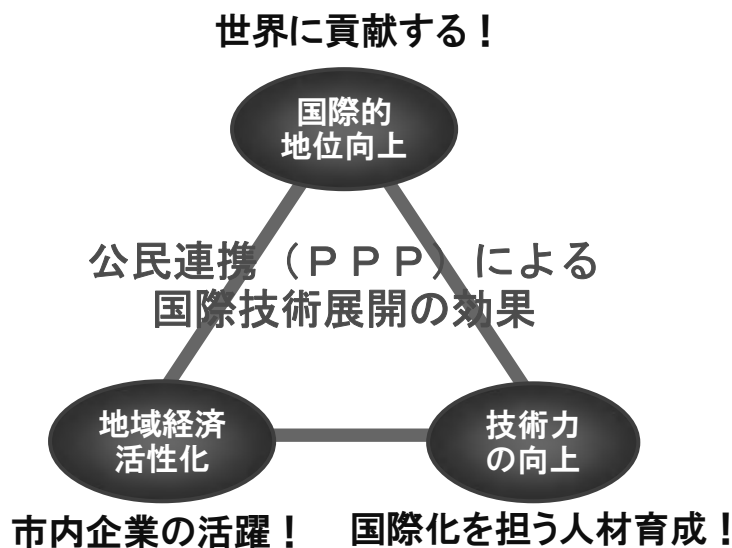 世界に貢献する！
国際的
地位向上
公民連携（ＰＰＰ）による
国際技術展開の効果
地域経済
活性化
技術力
の向上
市内企業の活躍！
国際化を担う人材育成！